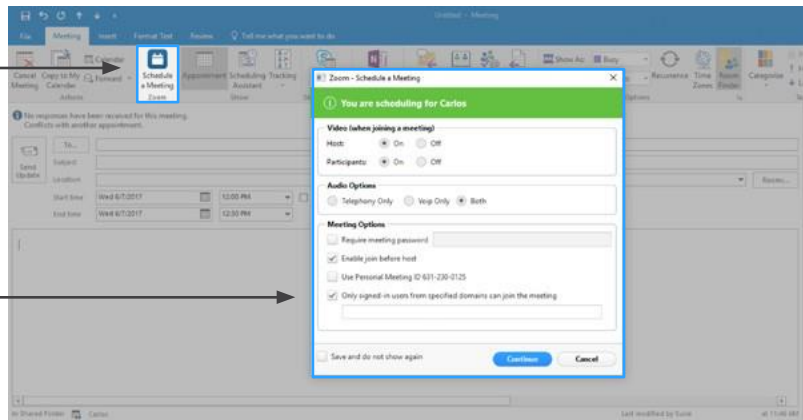 Untitled - Meeting
File Meeting Insert Format Text Review Tell me what you want to do
Cancel Meeting
Copy to My Calendar
Calendar
Forward
Actions
Schedule a Meeting
Zoom
Appointment
Scheduling Assistant
Tracking
Show
Show As: Busy
Recurrence
Time Zones
Room Finder
Categorize
No responses have been received for this meeting.
Conflicts with another appointment.
Send Update
To...
Subject
Location
Rooms...
Start time Wed 6/7/2017 12:00 PM
End time Wed 6/7/2017 12:30 PM
Zoom - Schedule a Meeting
You are scheduling for Carlos
Video (when joining a meeting)
Host: On Off
Participants: On Off
Audio Options
Telephony Only Voip Only Both
Meeting Options
Require meeting password
Enable join before host
Use Personal Meeting ID 631-230-0125
Only signed-in users from specified domains can join the meeting
Save and do not show again
Continue Cancel
In Shared Folder Carlos
Last modified by
at 11:46 AM